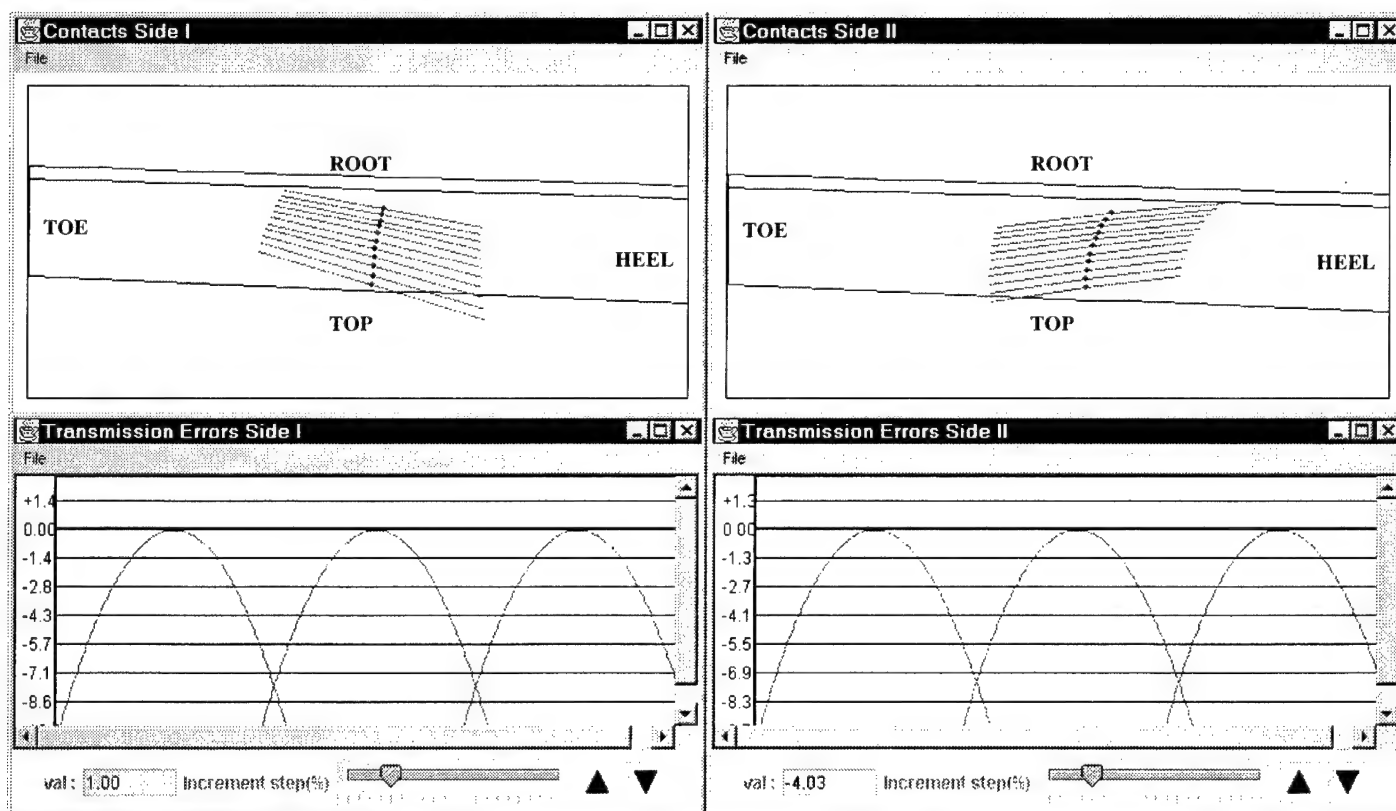 Contacts Side I
File
ROOT
TOE
HEEL
TOP
Contacts Side II
File
ROOT
TOE
HEEL
TOP
Transmission Errors Side I
File
+1.4
0.00
-1.4
-2.8
-4.3
-5.7
-7.1
-8.6
val: 1.00 Increment step(%)
Transmission Errors Side II
File
+1.3
0.00
-1.3
-2.7
-4.1
-5.5
-6.9
-8.3
val: -4.03 Increment step(%)